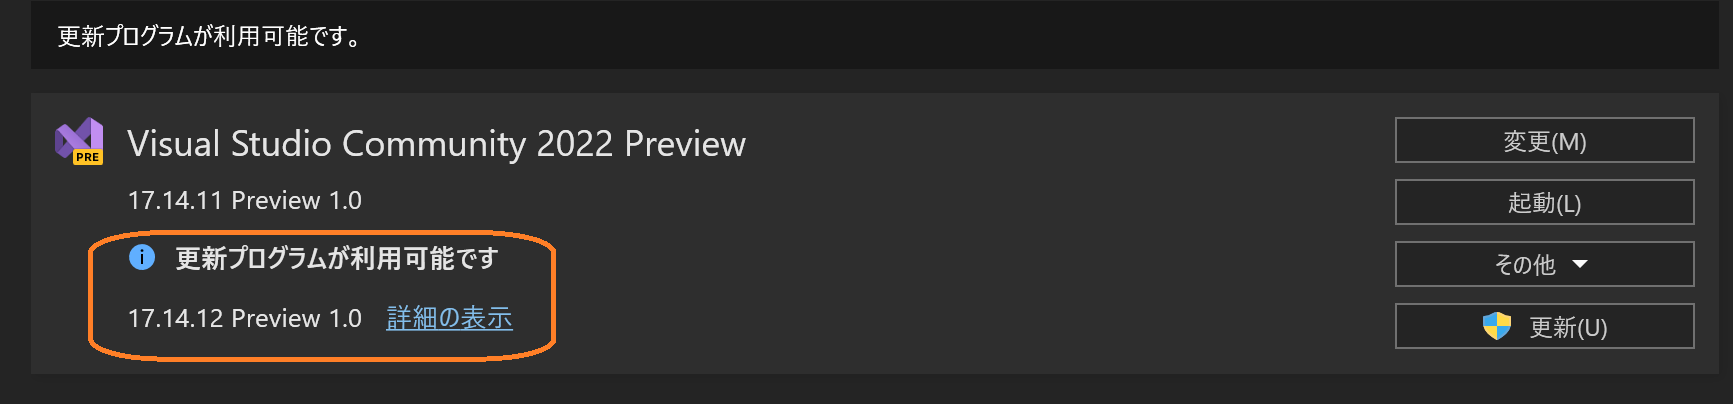 更新プログラムが利用可能です。
Visual Studio Community 2022 Preview
PRE
17.14.11 Preview 1.0
更新プログラムが利用可能です
17.14.12 Preview 1.0 詳細の表示
変更(M)
起動(L)
その他
更新(U)